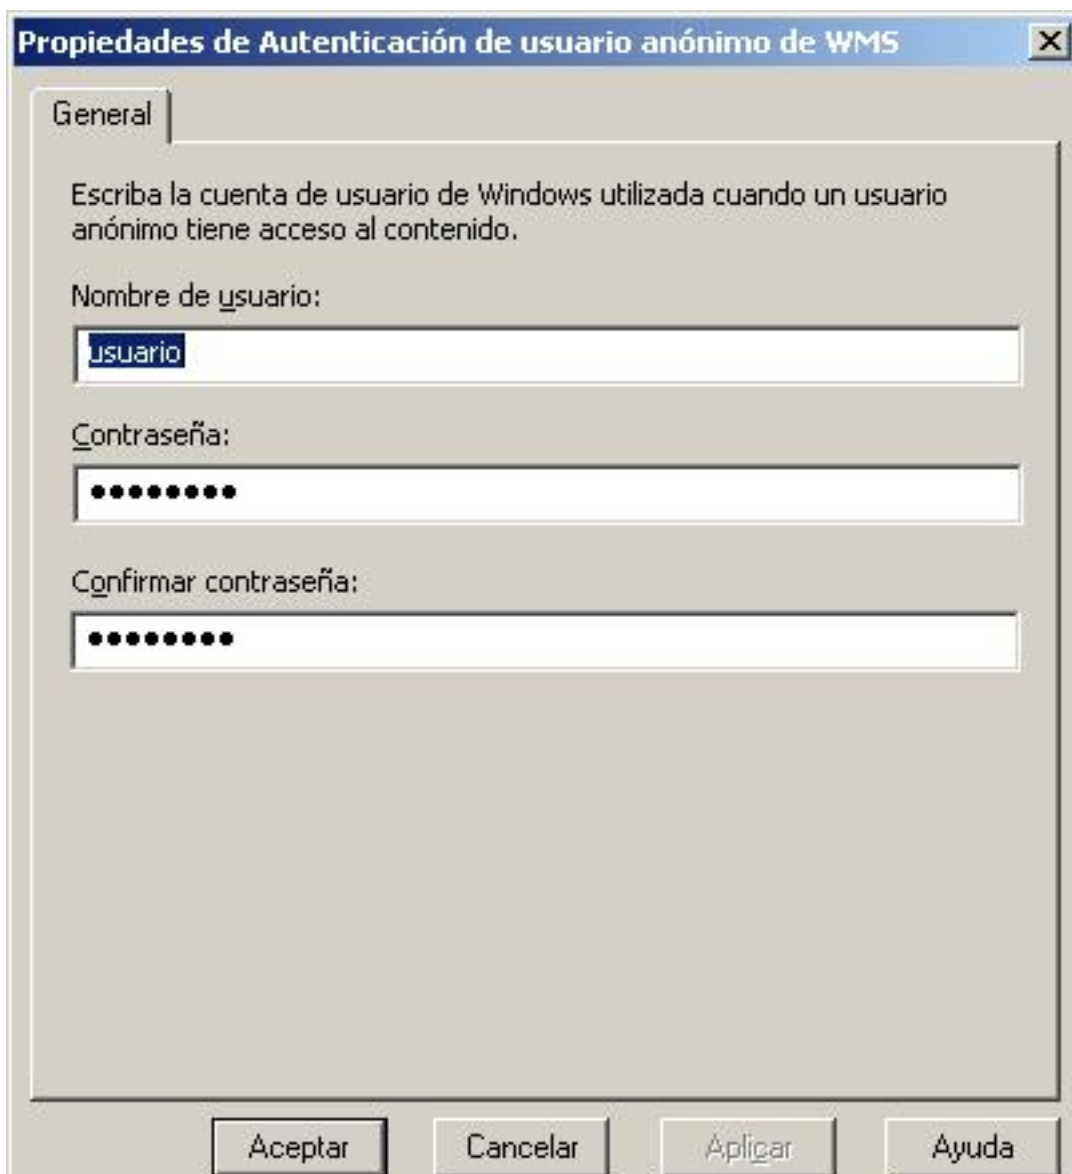 Propiedades de Autenticación de usuario anónimo de WMS
General
Escriba la cuenta de usuario de Windows utilizada cuando un usuario
anónimo tiene acceso al contenido.
Nombre de usuario:
usuario
Contraseña:
••••••••
Confirmar contraseña:
••••••••
Aceptar Cancelar Aplicar Ayuda